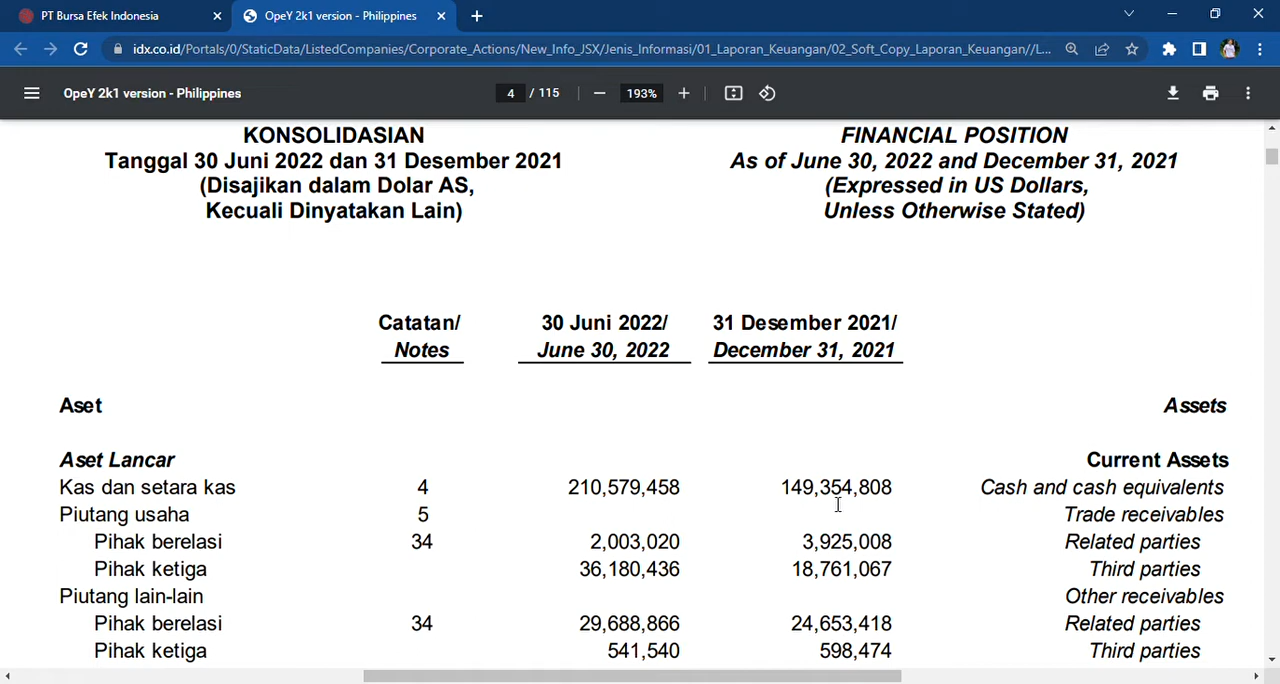 PT Bursa Efek Indonesia
OpeY 2k1 version - Philippines
idx.co.id/Portals/0/StaticData/ListedCompanies/Corporate_Actions/New_Info_JSX/Jenis_Informasi/01_Laporan_Keuangan/02_Soft_Copy_Laporan_Keuangan//L...
OpeY 2k1 version - Philippines
4 / 115
193%
KONSOLIDASIAN FINANCIAL POSITION
Tanggal 30 Juni 2022 dan 31 Desember 2021 As of June 30, 2022 and December 31, 2021
(Disajikan dalam Dolar AS, (Expressed in US Dollars,
Kecuali Dinyatakan Lain) Unless Otherwise Stated)
Catatan/ 30 Juni 2022/ 31 Desember 2021/
Notes June 30, 2022 December 31, 2021
Aset Assets
Aset Lancar Current Assets
Kas dan setara kas 4 210,579,458 149,354,808 Cash and cash equivalents
Piutang usaha 5 Trade receivables
Pihak berelasi 34 2,003,020 3,925,008 Related parties
Pihak ketiga 36,180,436 18,761,067 Third parties
Piutang lain-lain Other receivables
Pihak berelasi 34 29,688,866 24,653,418 Related parties
Pihak ketiga 541,540 598,474 Third parties